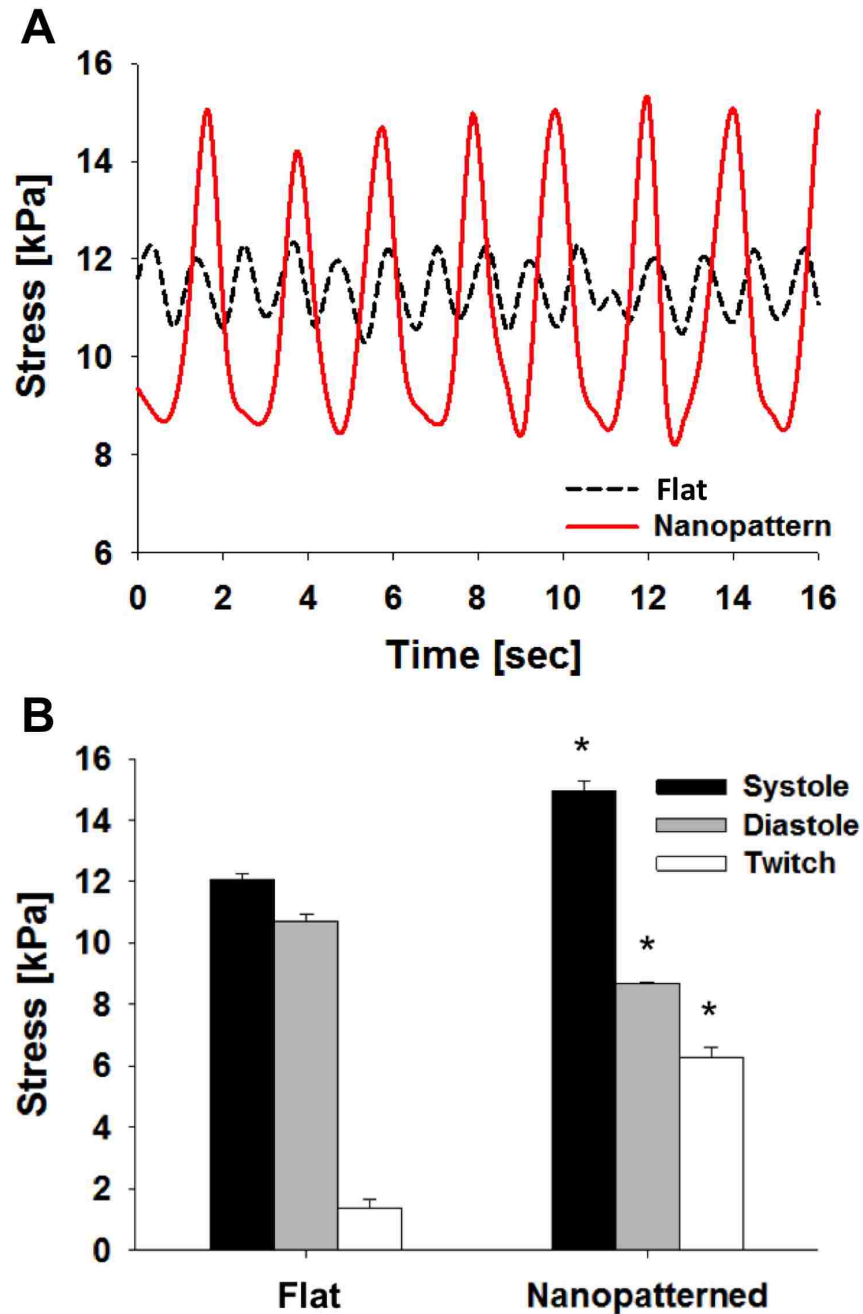 A
Stress [kPa]
16
14
12
10
8
6
Flat
Nanopattern
0 2 4 6 8 10 12 14 16
Time [sec]
B
Stress [kPa]
16
14
12
10
8
6
4
2
0
*
*
*
Systole
Diastole
Twitch
Flat Nanopatterned